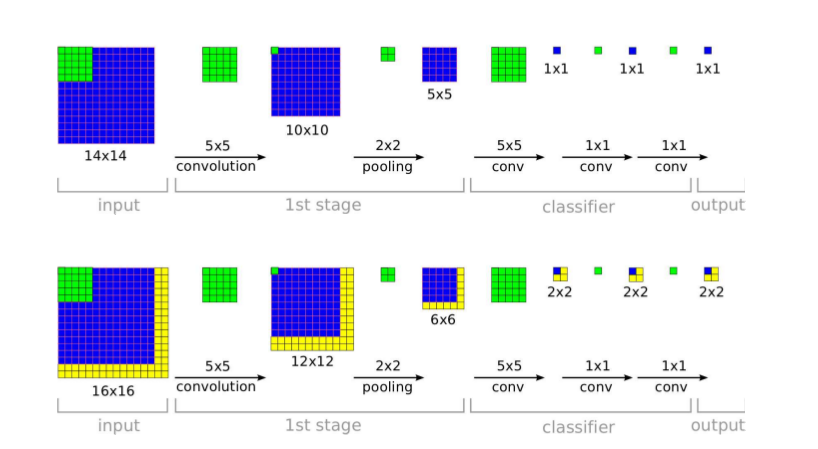 1x1
1x1
1x1
5x5
10x10
14x14
5x5
convolution
2x2
pooling
5x5
conv
1x1
conv
1x1
conv
input
1st stage
classifier
output
2x2
2x2
2x2
6x6
12x12
16x16
5x5
convolution
2x2
pooling
5x5
conv
1x1
conv
1x1
conv
input
1st stage
classifier
output